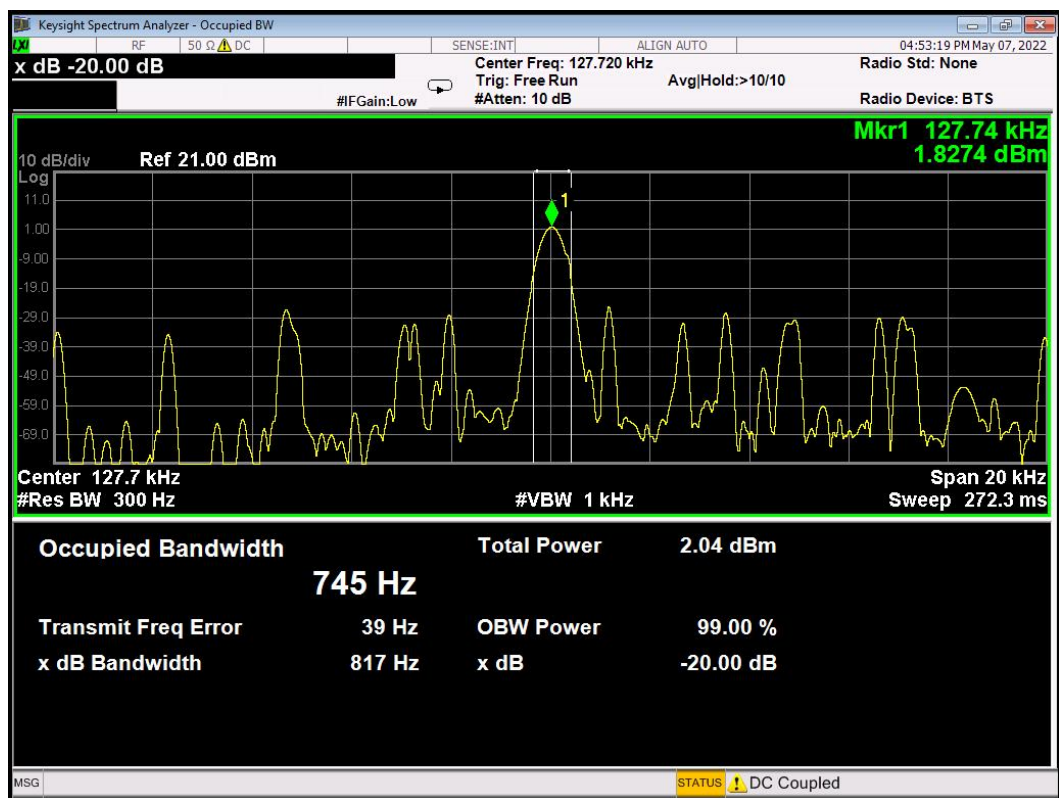 Keysight Spectrum Analyzer - Occupied BW
LXI RF 50 Ω DC SENSE:INT ALIGN AUTO 04:53:19 PM May 07, 2022
x dB -20.00 dB
Center Freq: 127.720 kHz Radio Std: None
Trig: Free Run Avg|Hold:>10/10
#IFGain:Low #Atten: 10 dB Radio Device: BTS
Mkr1 127.74 kHz
1.8274 dBm
10 dB/div Ref 21.00 dBm
Log
11.0
1
1.00
-9.00
-19.0
-29.0
-39.0
-49.0
-59.0
-69.0
Center 127.7 kHz Span 20 kHz
#Res BW 300 Hz #VBW 1 kHz Sweep 272.3 ms
Occupied Bandwidth Total Power 2.04 dBm
745 Hz
Transmit Freq Error 39 Hz OBW Power 99.00 %
x dB Bandwidth 817 Hz x dB -20.00 dB
MSG STATUS DC Coupled